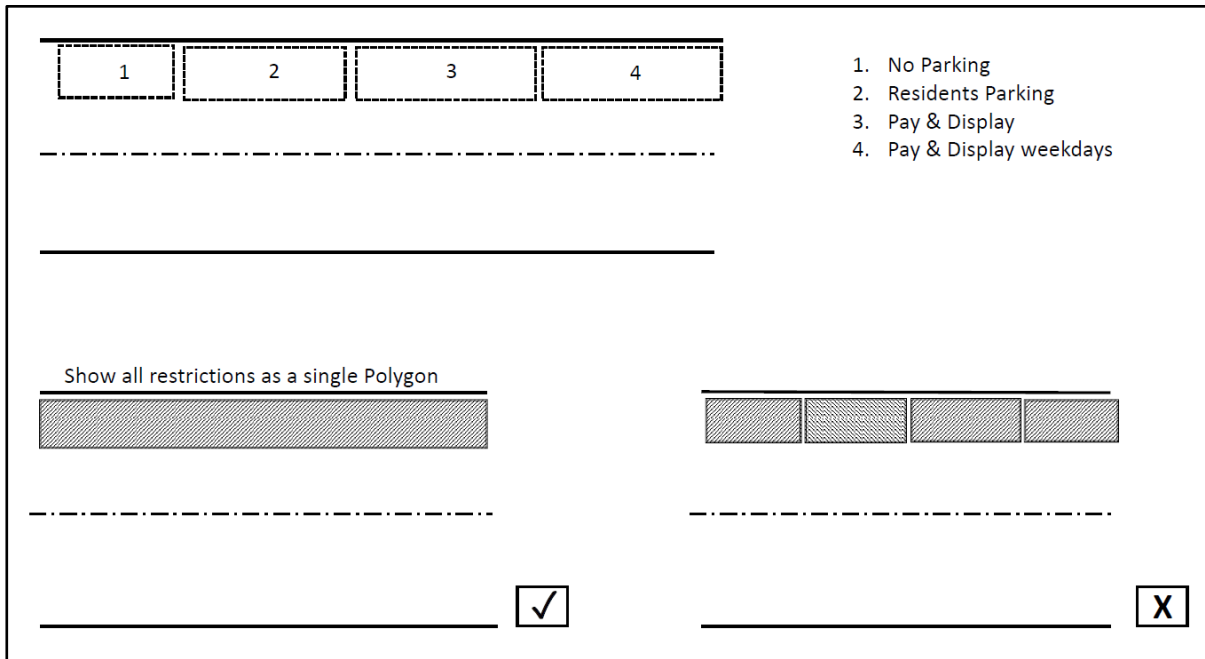 1 2 3 4
1. No Parking
2. Residents Parking
3. Pay & Display
4. Pay & Display weekdays
Show all restrictions as a single Polygon
✓ X